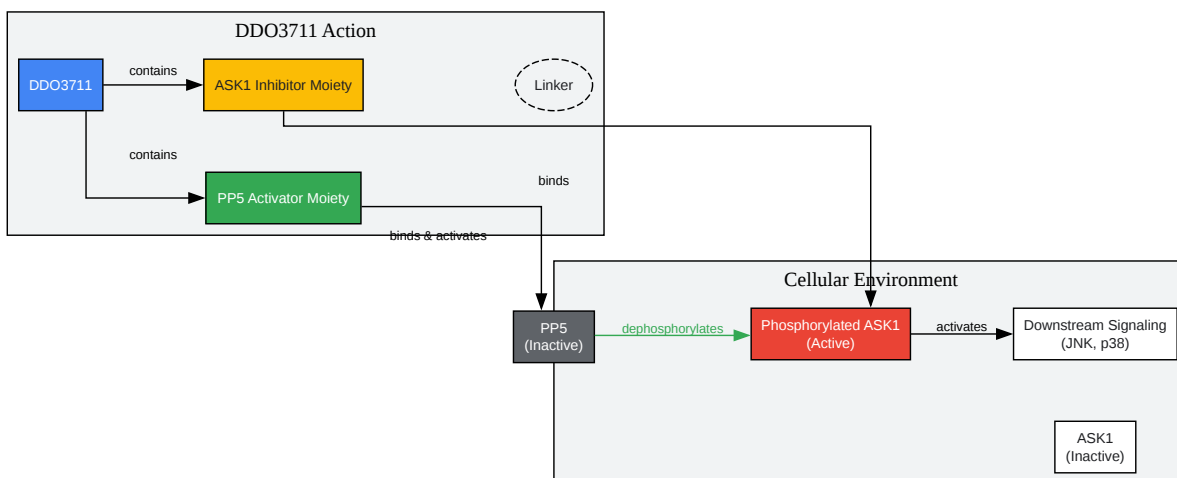 DDO3711 Action
DDO3711
contains
ASK1 Inhibitor Moiety
Linker
contains
PP5 Activator Moiety
binds
binds & activates
Cellular Environment
PP5
(Inactive)
dephosphorylates
Phosphorylated ASK1
(Active)
activates
Downstream Signaling
(JNK, p38)
ASK1
(Inactive)